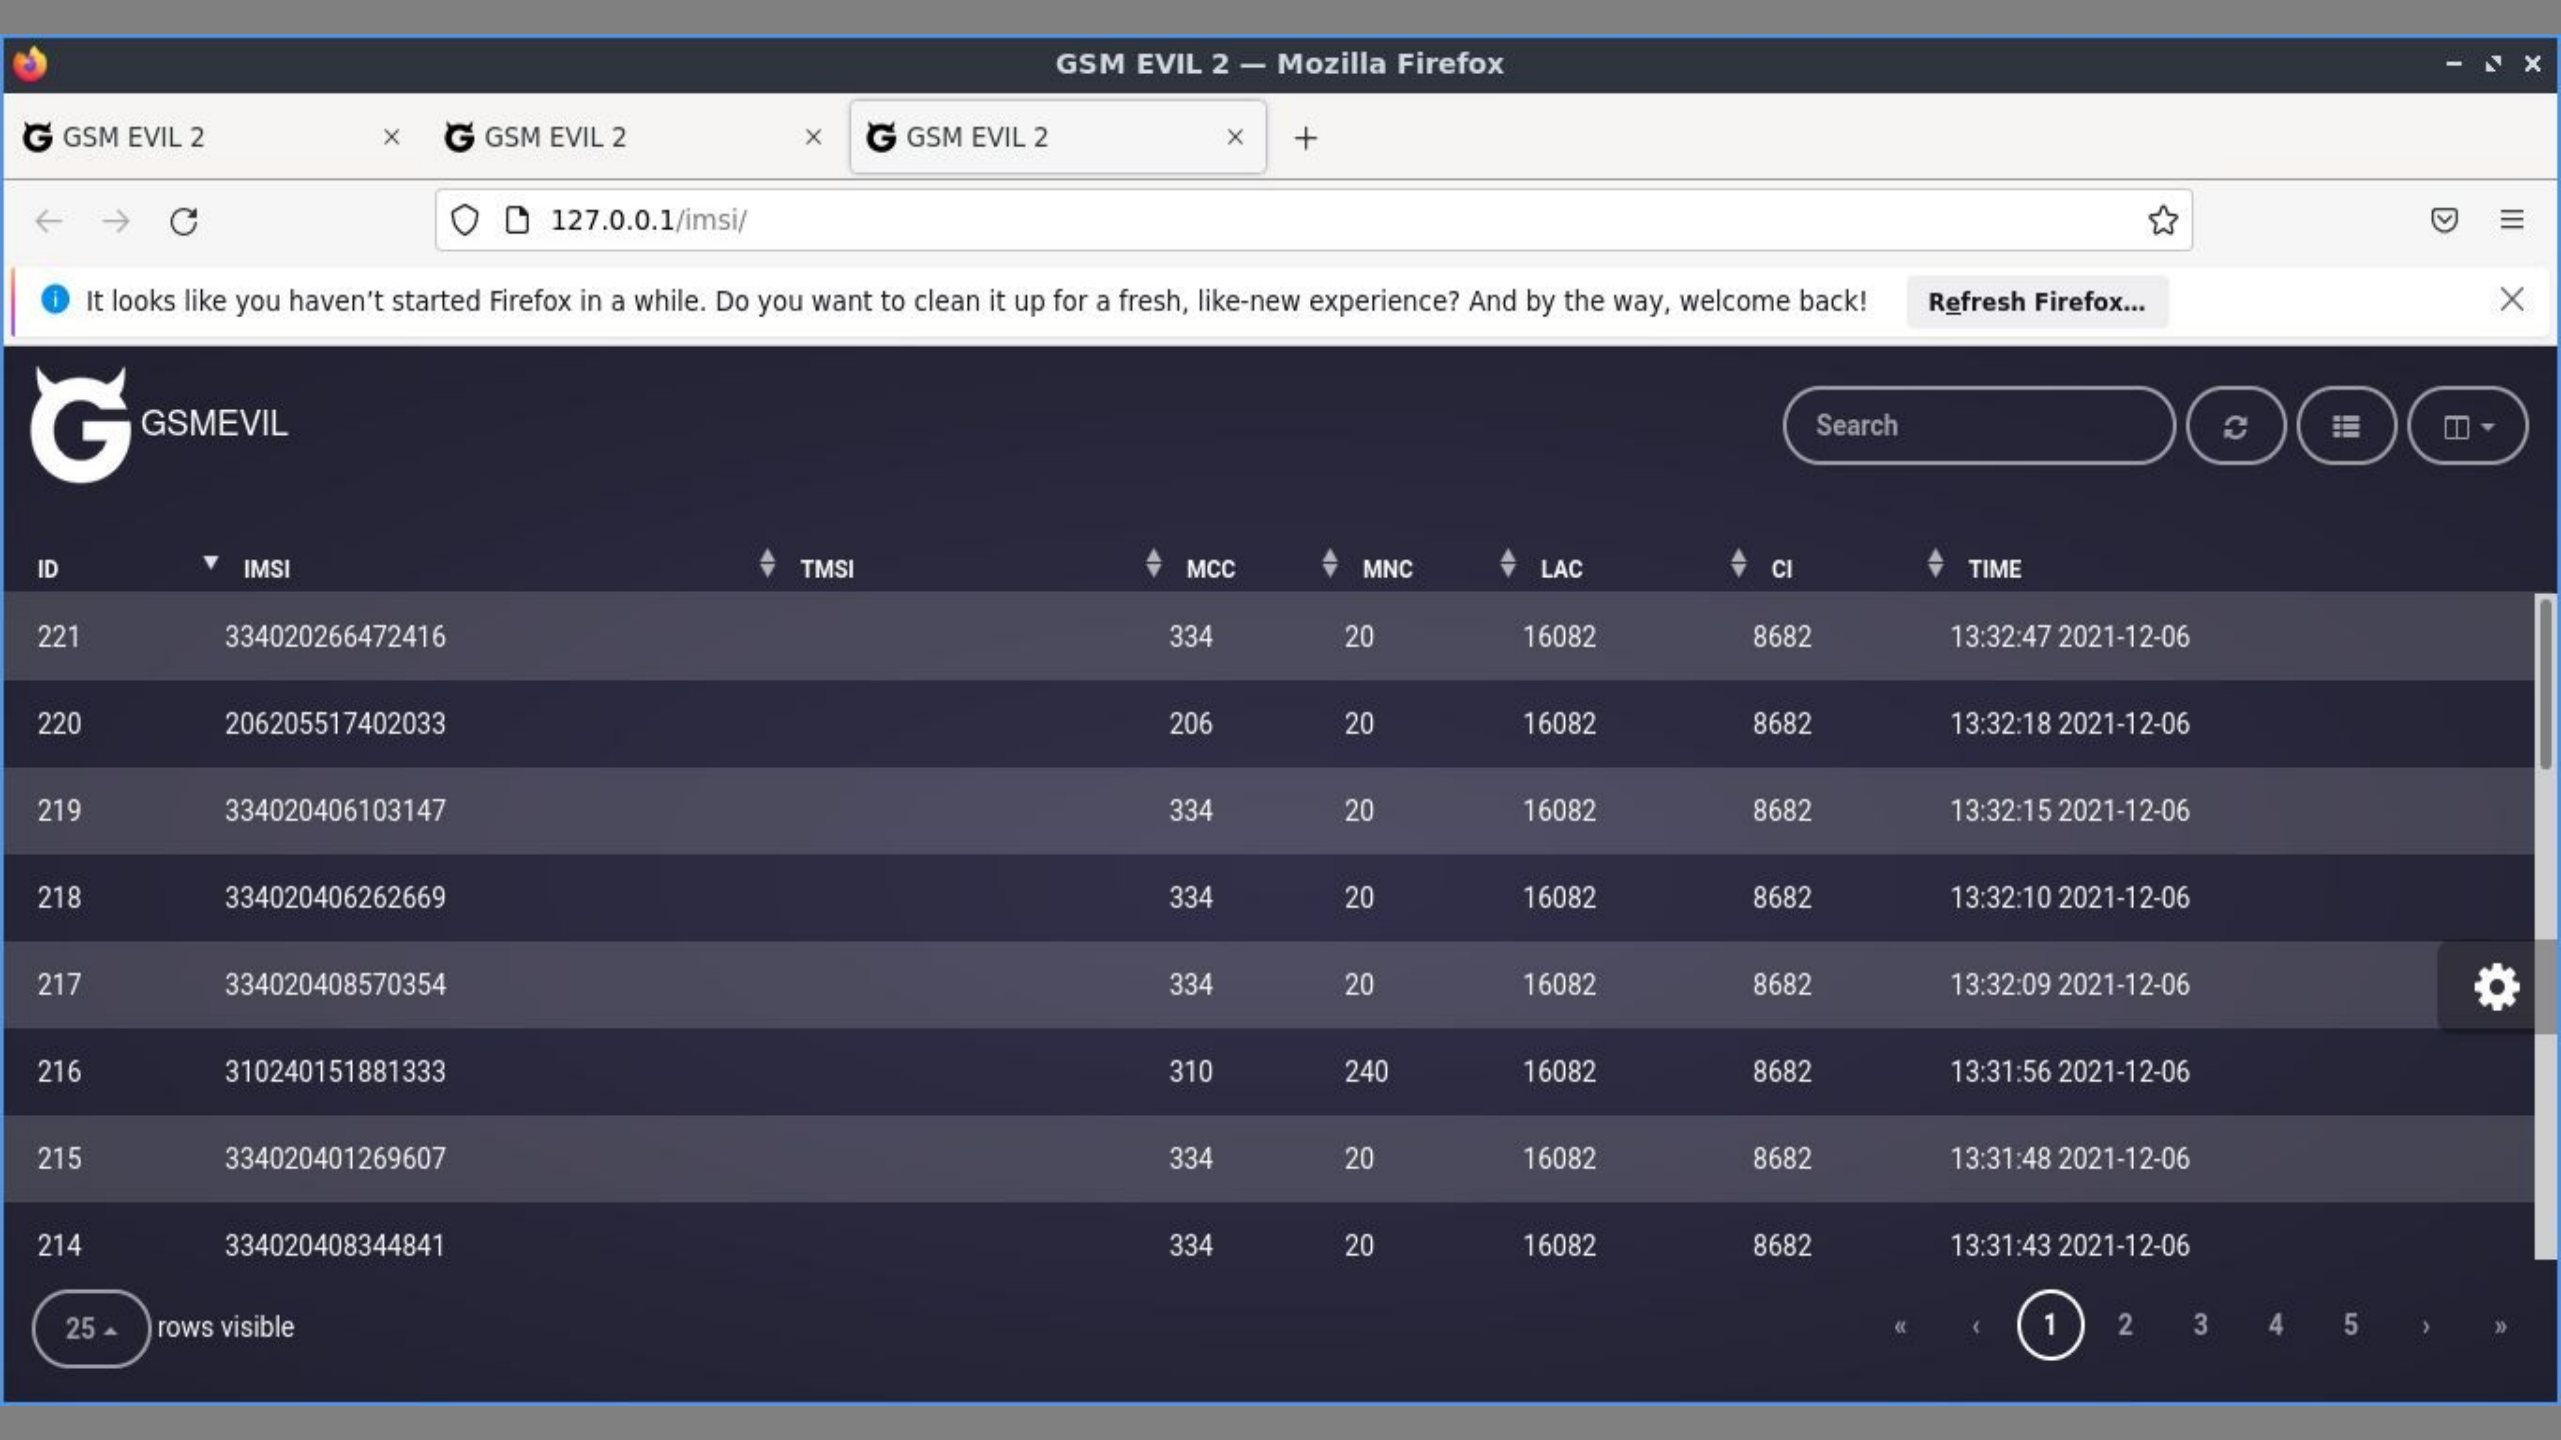 GSM EVIL 2 — Mozilla Firefox
GSM EVIL 2 GSM EVIL 2 GSM EVIL 2
127.0.0.1/imsi/
It looks like you haven’t started Firefox in a while. Do you want to clean it up for a fresh, like-new experience? And by the way, welcome back! Refresh Firefox...
GSMEVIL Search
ID IMSI TMSI MCC MNC LAC CI TIME
221 334020266472416 334 20 16082 8682 13:32:47 2021-12-06
220 206205517402033 206 20 16082 8682 13:32:18 2021-12-06
219 334020406103147 334 20 16082 8682 13:32:15 2021-12-06
218 334020406262669 334 20 16082 8682 13:32:10 2021-12-06
217 334020408570354 334 20 16082 8682 13:32:09 2021-12-06
216 310240151881333 310 240 16082 8682 13:31:56 2021-12-06
215 334020401269607 334 20 16082 8682 13:31:48 2021-12-06
214 334020408344841 334 20 16082 8682 13:31:43 2021-12-06
25 rows visible « ‹ 1 2 3 4 5 › »